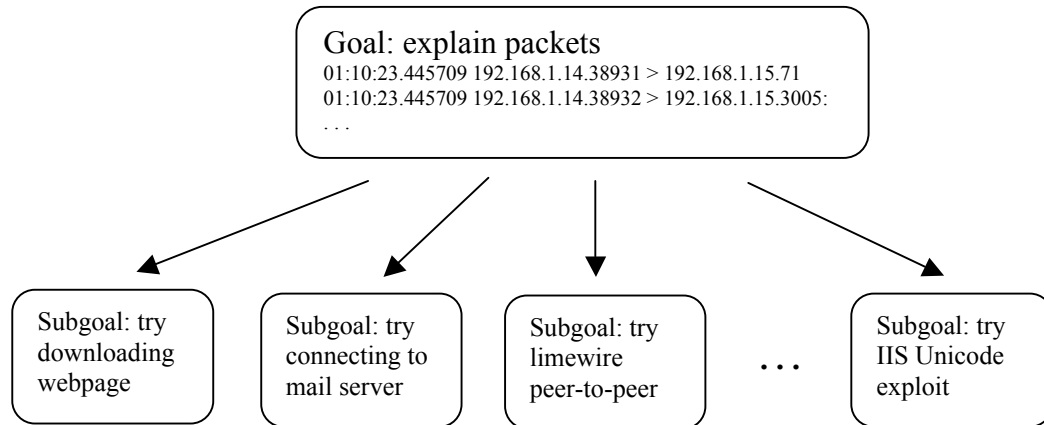 Goal: explain packets
01:10:23.445709 192.168.1.14.38931 > 192.168.1.15.71
01:10:23.445709 192.168.1.14.38932 > 192.168.1.15.3005:
. . .
Subgoal: try
downloading
webpage
Subgoal: try
connecting to
mail server
Subgoal: try
limewire
peer-to-peer
. . .
Subgoal: try
IIS Unicode
exploit